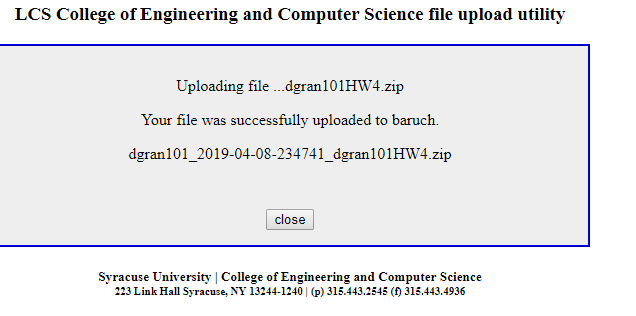 LCS College of Engineering and Computer Science file upload utility
Uploading file ...dgran101HW4.zip
Your file was successfully uploaded to baruch.
dgran101_2019-04-08-234741_dgran101HW4.zip
close
Syracuse University | College of Engineering and Computer Science
223 Link Hall Syracuse, NY 13244-1240 | (p) 315.443.2545 (f) 315.443.4936